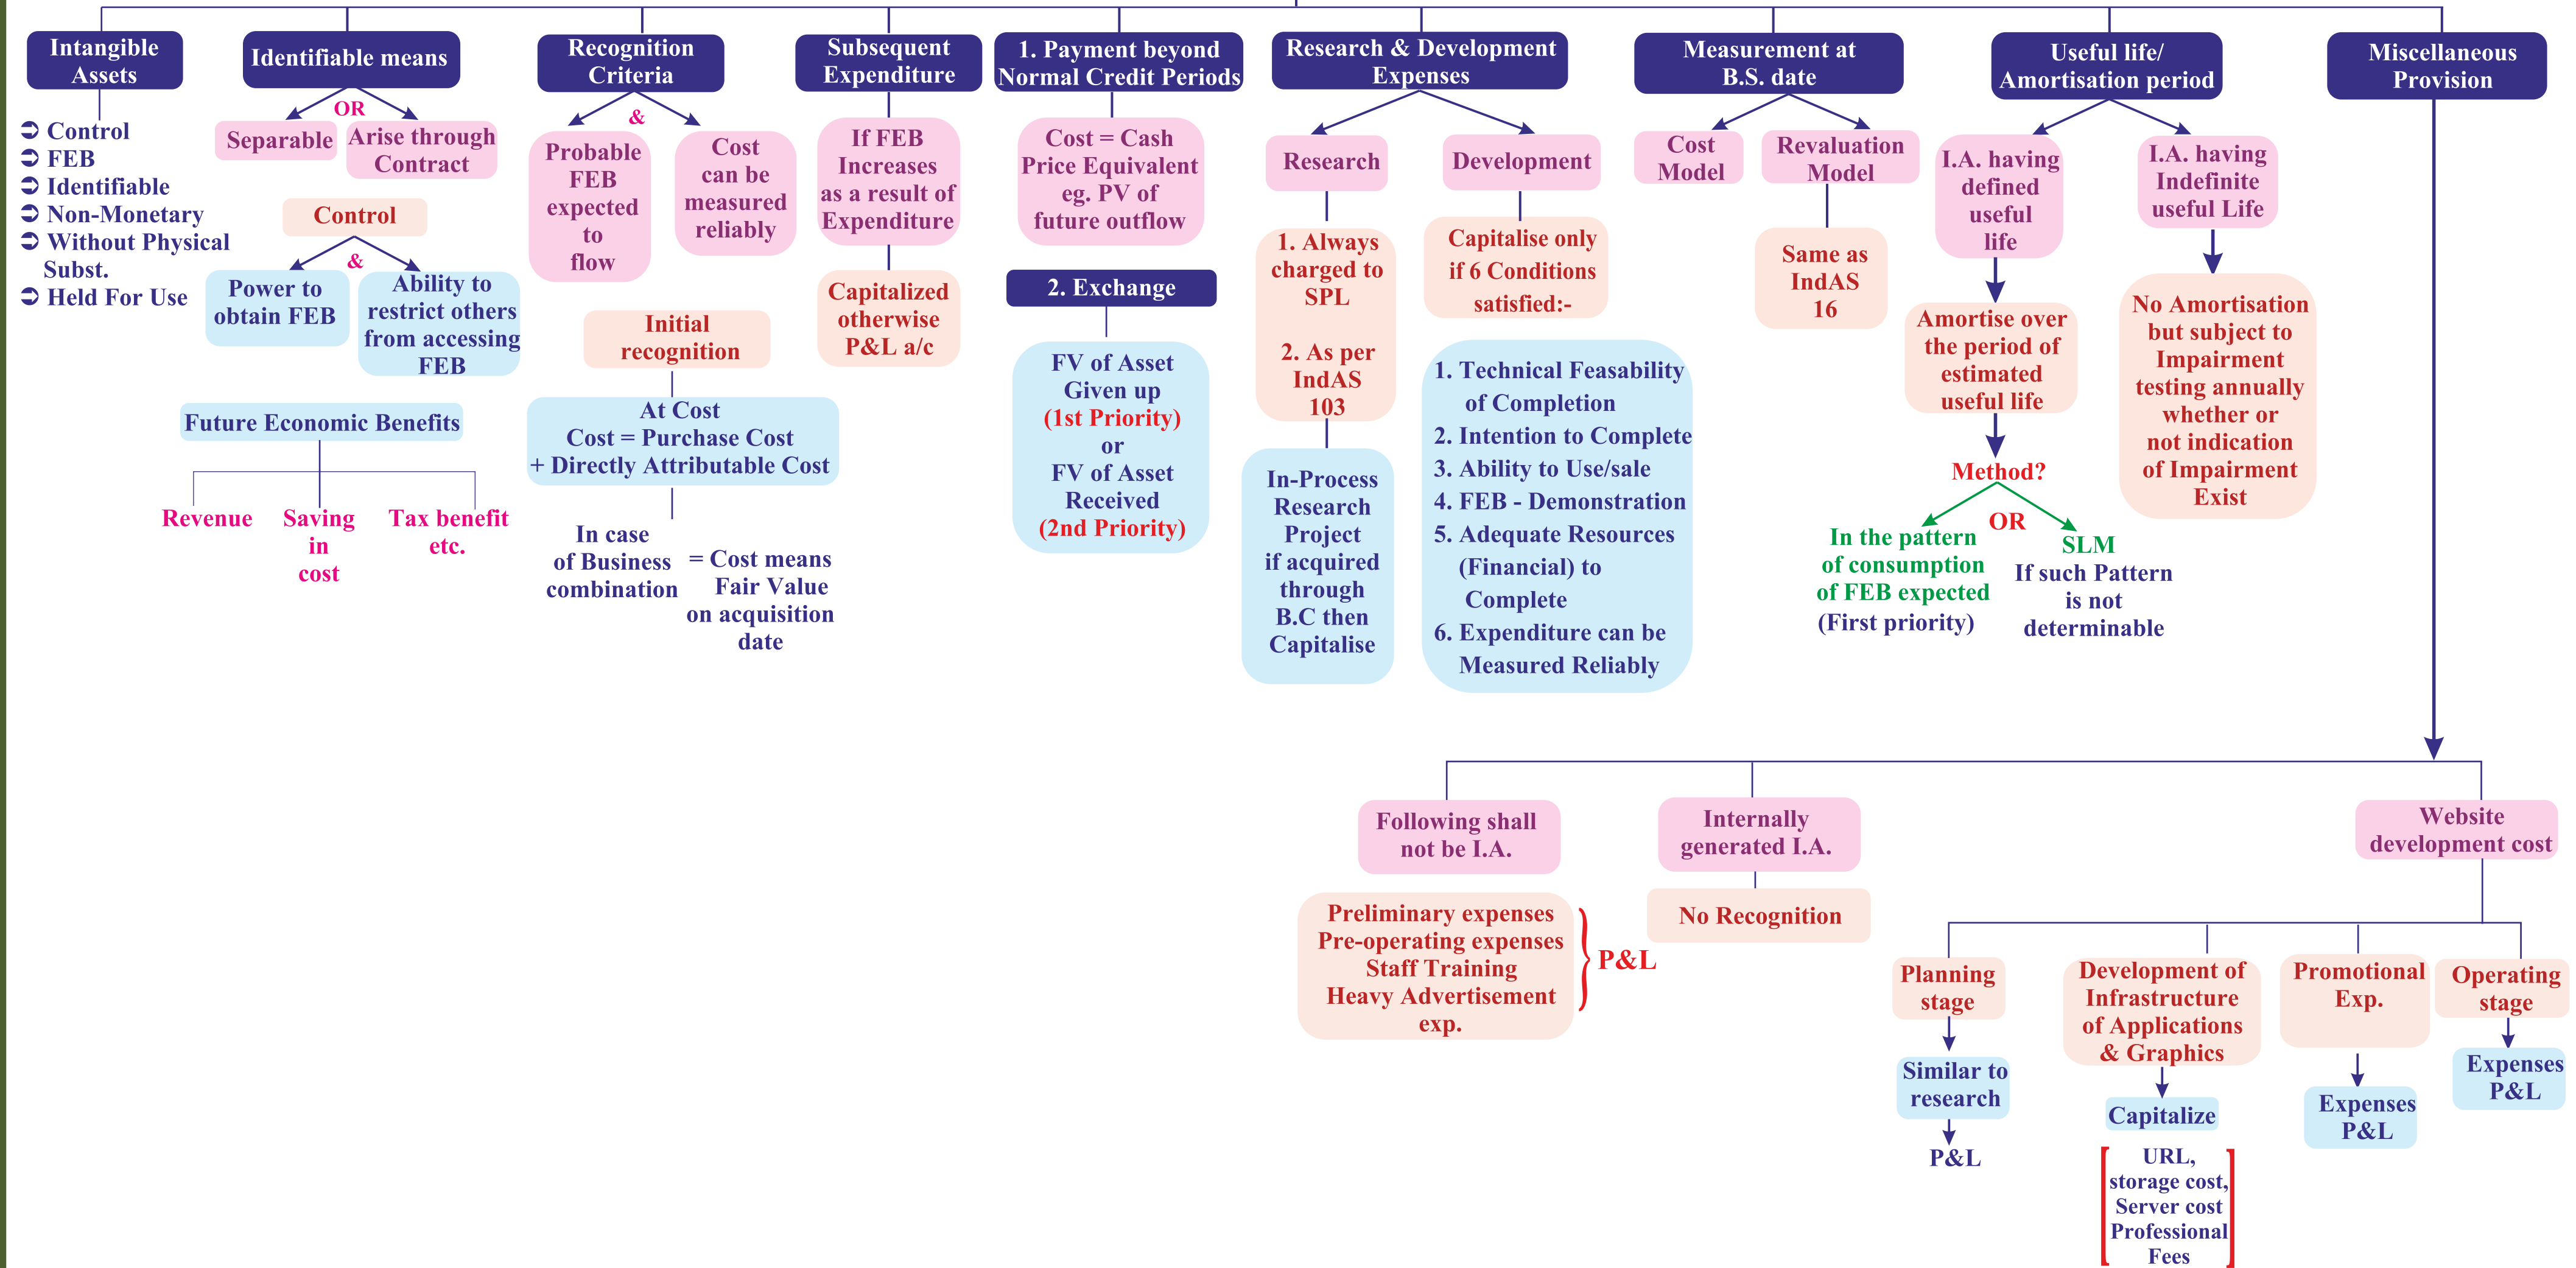 Intangible
Assets
➲ Control
➲ FEB
➲ Identifiable
➲ Non-Monetary
➲ Without Physical
Subst.
➲ Held For Use
Identifiable means
OR
Separable
Arise through
Contract
Control
&
Power to
obtain FEB
Ability to
restrict others
from accessing
FEB
Future Economic Benefits
Revenue
Saving
in
cost
Tax benefit
etc.
Recognition
Criteria
&
Probable
FEB
expected
to
flow
Cost
can be
measured
reliably
Initial
recognition
At Cost
Cost = Purchase Cost
+ Directly Attributable Cost
In case
of Business
combination
= Cost means
Fair Value
on acquisition
date
Subsequent
Expenditure
If FEB
Increases
as a result of
Expenditure
Capitalized
otherwise
P&L a/c
1. Payment beyond
Normal Credit Periods
Cost = Cash
Price Equivalent
eg. PV of
future outflow
2. Exchange
FV of Asset
Given up
(1st Priority)
or
FV of Asset
Received
(2nd Priority)
Research & Development
Expenses
Research
1. Always
charged to
SPL
2. As per
IndAS
103
In-Process
Research
Project
if acquired
through
B.C then
Capitalise
Development
Capitalise only
if 6 Conditions
satisfied:-
1. Technical Feasability
of Completion
2. Intention to Complete
3. Ability to Use/sale
4. FEB - Demonstration
5. Adequate Resources
(Financial) to
Complete
6. Expenditure can be
Measured Reliably
Measurement at
B.S. date
Cost
Model
Revaluation
Model
Same as
IndAS
16
Useful life/
Amortisation period
I.A. having
defined
useful
life
Amortise over
the period of
estimated
useful life
Method?
OR
In the pattern
of consumption
of FEB expected
(First priority)
SLM
If such Pattern
is not
determinable
I.A. having
Indefinite
useful Life
No Amortisation
but subject to
Impairment
testing annually
whether or
not indication
of Impairment
Exist
Miscellaneous
Provision
Following shall
not be I.A.
Preliminary expenses
Pre-operating expenses
Staff Training
Heavy Advertisement
exp.
P&L
Internally
generated I.A.
No Recognition
Website
development cost
Planning
stage
Similar to
research
P&L
Development of
Infrastructure
of Applications
& Graphics
Capitalize
URL,
storage cost,
Server cost
Professional
Fees
Promotional
Exp.
Expenses
P&L
Operating
stage
Expenses
P&L